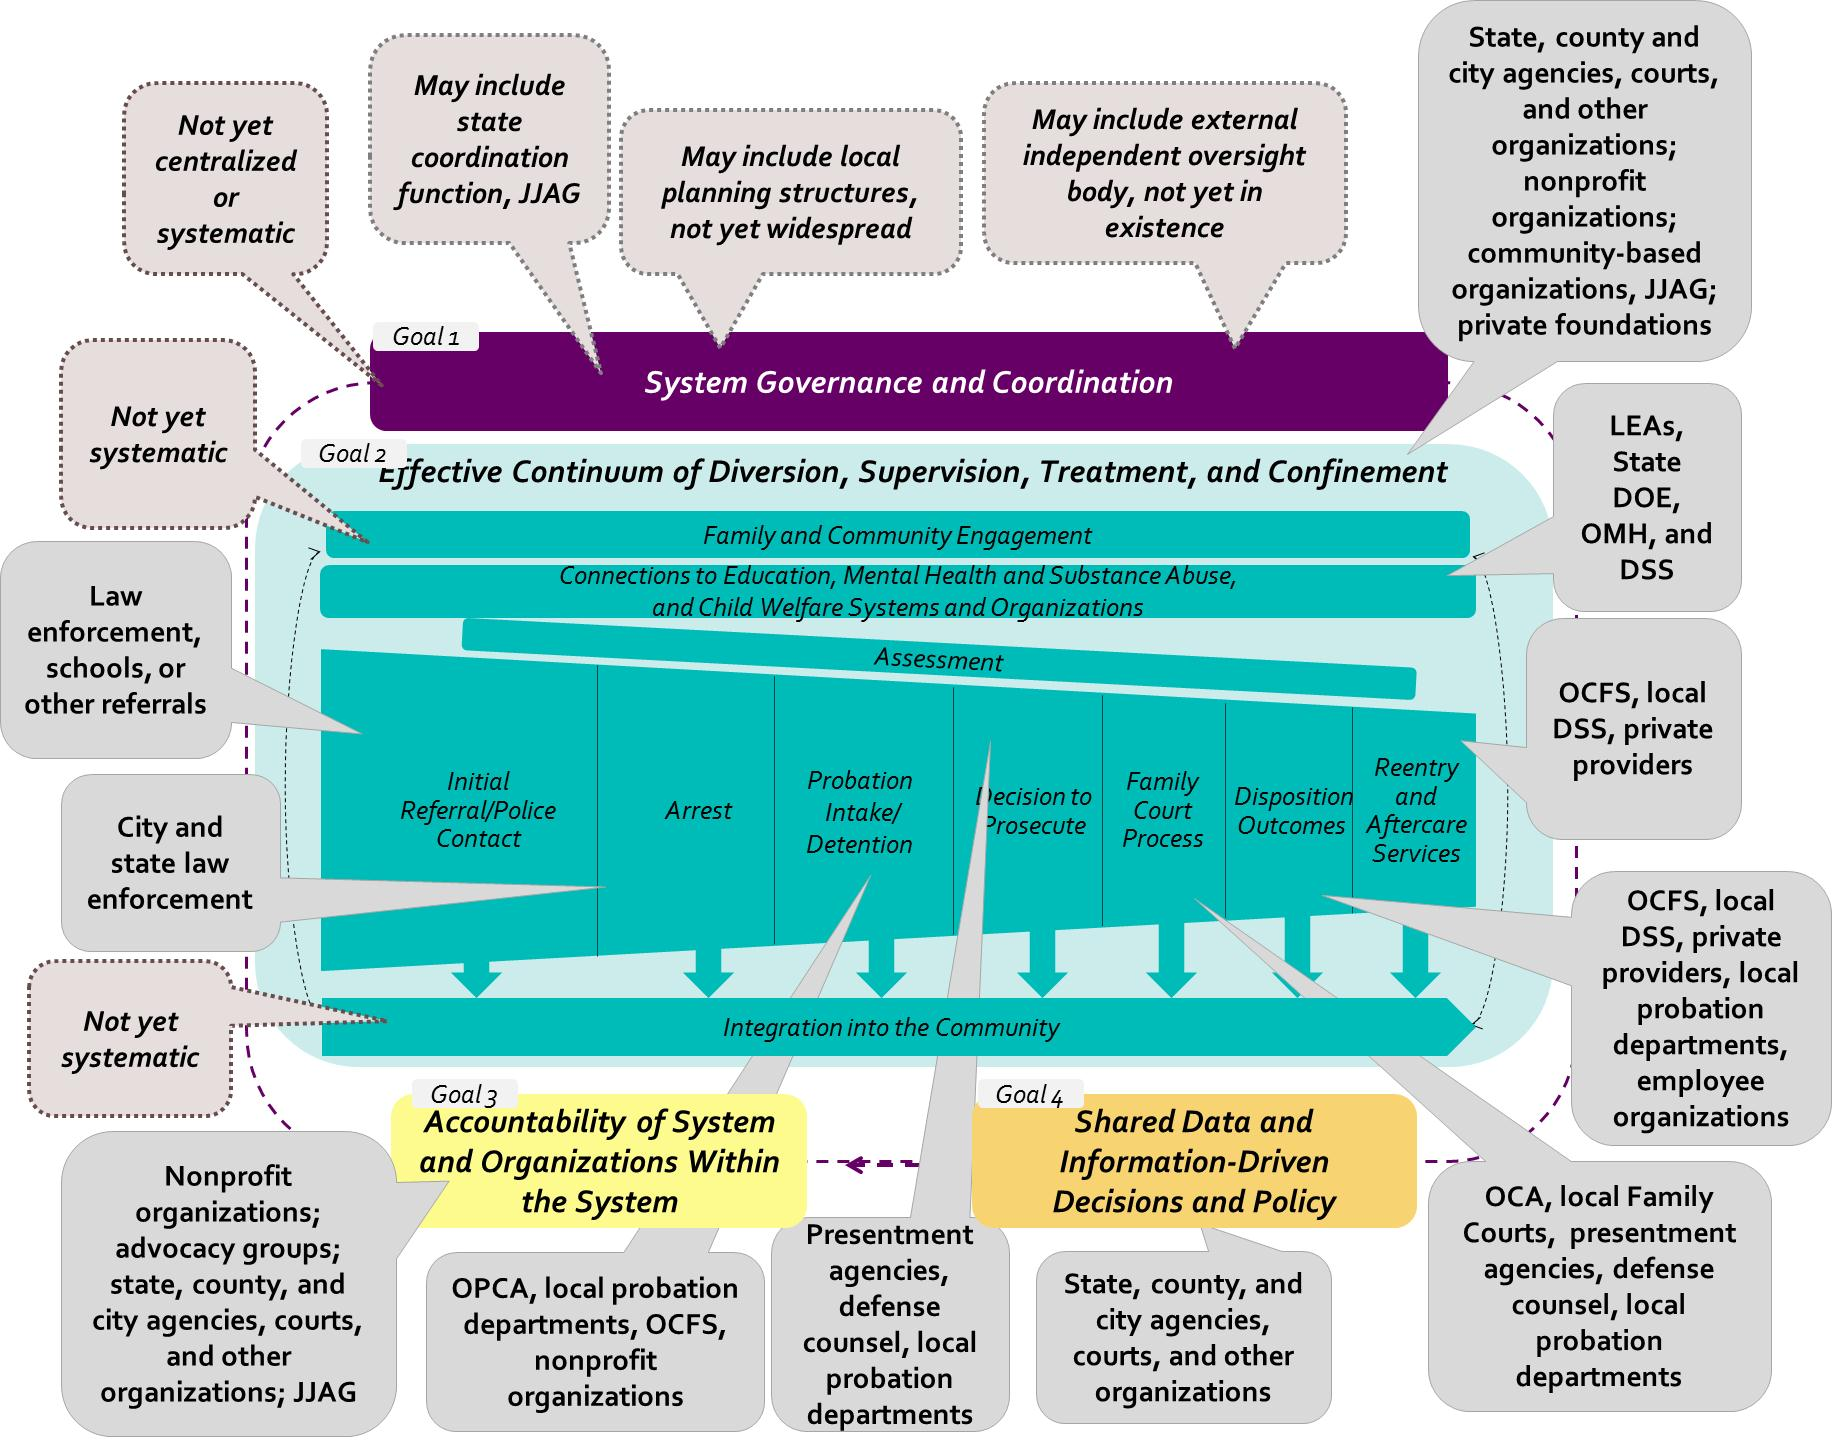 Not yet
centralized
or
systematic
May include
state
coordination
function, JJAG
May include local
planning structures,
not yet widespread
May include external
independent oversight
body, not yet in
existence
State, county and
city agencies, courts,
and other
organizations;
nonprofit
organizations;
community-based
organizations, JJAG;
private foundations
Goal 1
System Governance and Coordination
Not yet
systematic
Goal 2
Effective Continuum of Diversion, Supervision, Treatment, and Confinement
LEAs,
State
DOE,
OMH, and
DSS
Family and Community Engagement
Connections to Education, Mental Health and Substance Abuse,
and Child Welfare Systems and Organizations
Assessment
Law
enforcement,
schools, or
other referrals
Initial
Referral/Police
Contact
Arrest
Probation
Intake/
Detention
Decision to
Prosecute
Family
Court
Process
Disposition
Outcomes
Reentry
and
Aftercare
Services
OCFS, local
DSS, private
providers
City and
state law
enforcement
OCFS, local
DSS, private
providers, local
probation
departments,
employee
organizations
Not yet
systematic
Integration into the Community
Goal 3
Accountability of System
and Organizations Within
the System
Goal 4
Shared Data and
Information-Driven
Decisions and Policy
Nonprofit
organizations;
advocacy groups;
state, county, and
city agencies, courts,
and other
organizations; JJAG
OPCA, local probation
departments, OCFS,
nonprofit
organizations
Presentment
agencies,
defense
counsel, local
probation
departments
State, county, and
city agencies,
courts, and other
organizations
OCA, local Family
Courts, presentment
agencies, defense
counsel, local
probation
departments